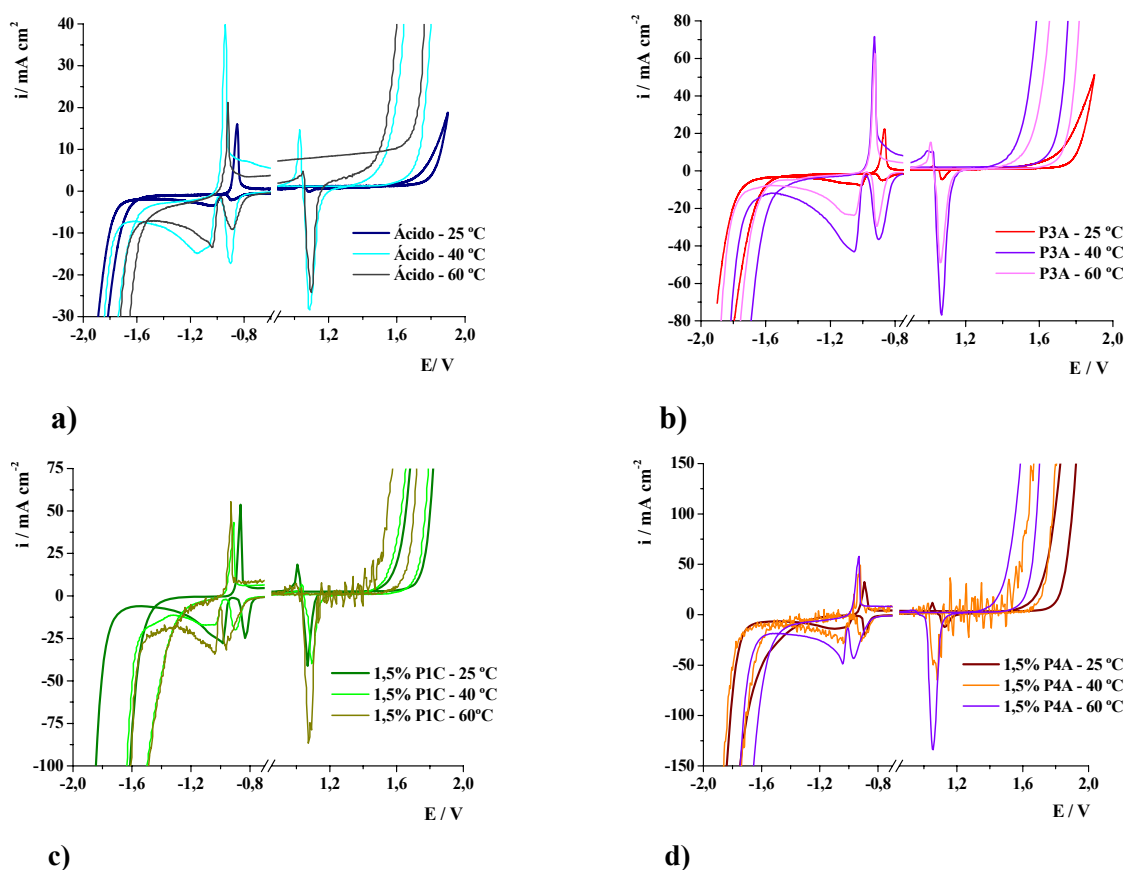 i / mA cm-2
40
30
20
10
0
-10
-20
-30
-2,0 -1,6 -1,2 -0,8 1,2 1,6 2,0
E/ V
Ácido - 25 ºC
Ácido - 40 ºC
Ácido - 60 ºC
a)
i / mA cm-2
80
60
40
20
0
-20
-40
-60
-80
-2,0 -1,6 -1,2 -0,8 1,2 1,6 2,0
E / V
P3A - 25 ºC
P3A - 40 ºC
P3A - 60 ºC
b)
i / mA cm-2
75
50
25
0
-25
-50
-75
-100
-2,0 -1,6 -1,2 -0,8 1,2 1,6 2,0
E / V
1,5% P1C - 25 ºC
1,5% P1C - 40 ºC
1,5% P1C - 60ºC
c)
i / mA cm-2
150
100
50
0
-50
-100
-150
-2,0 -1,6 -1,2 -0,8 1,2 1,6 2,0
E / V
1,5% P4A - 25 ºC
1,5% P4A - 40 ºC
1,5% P4A - 60 ºC
d)